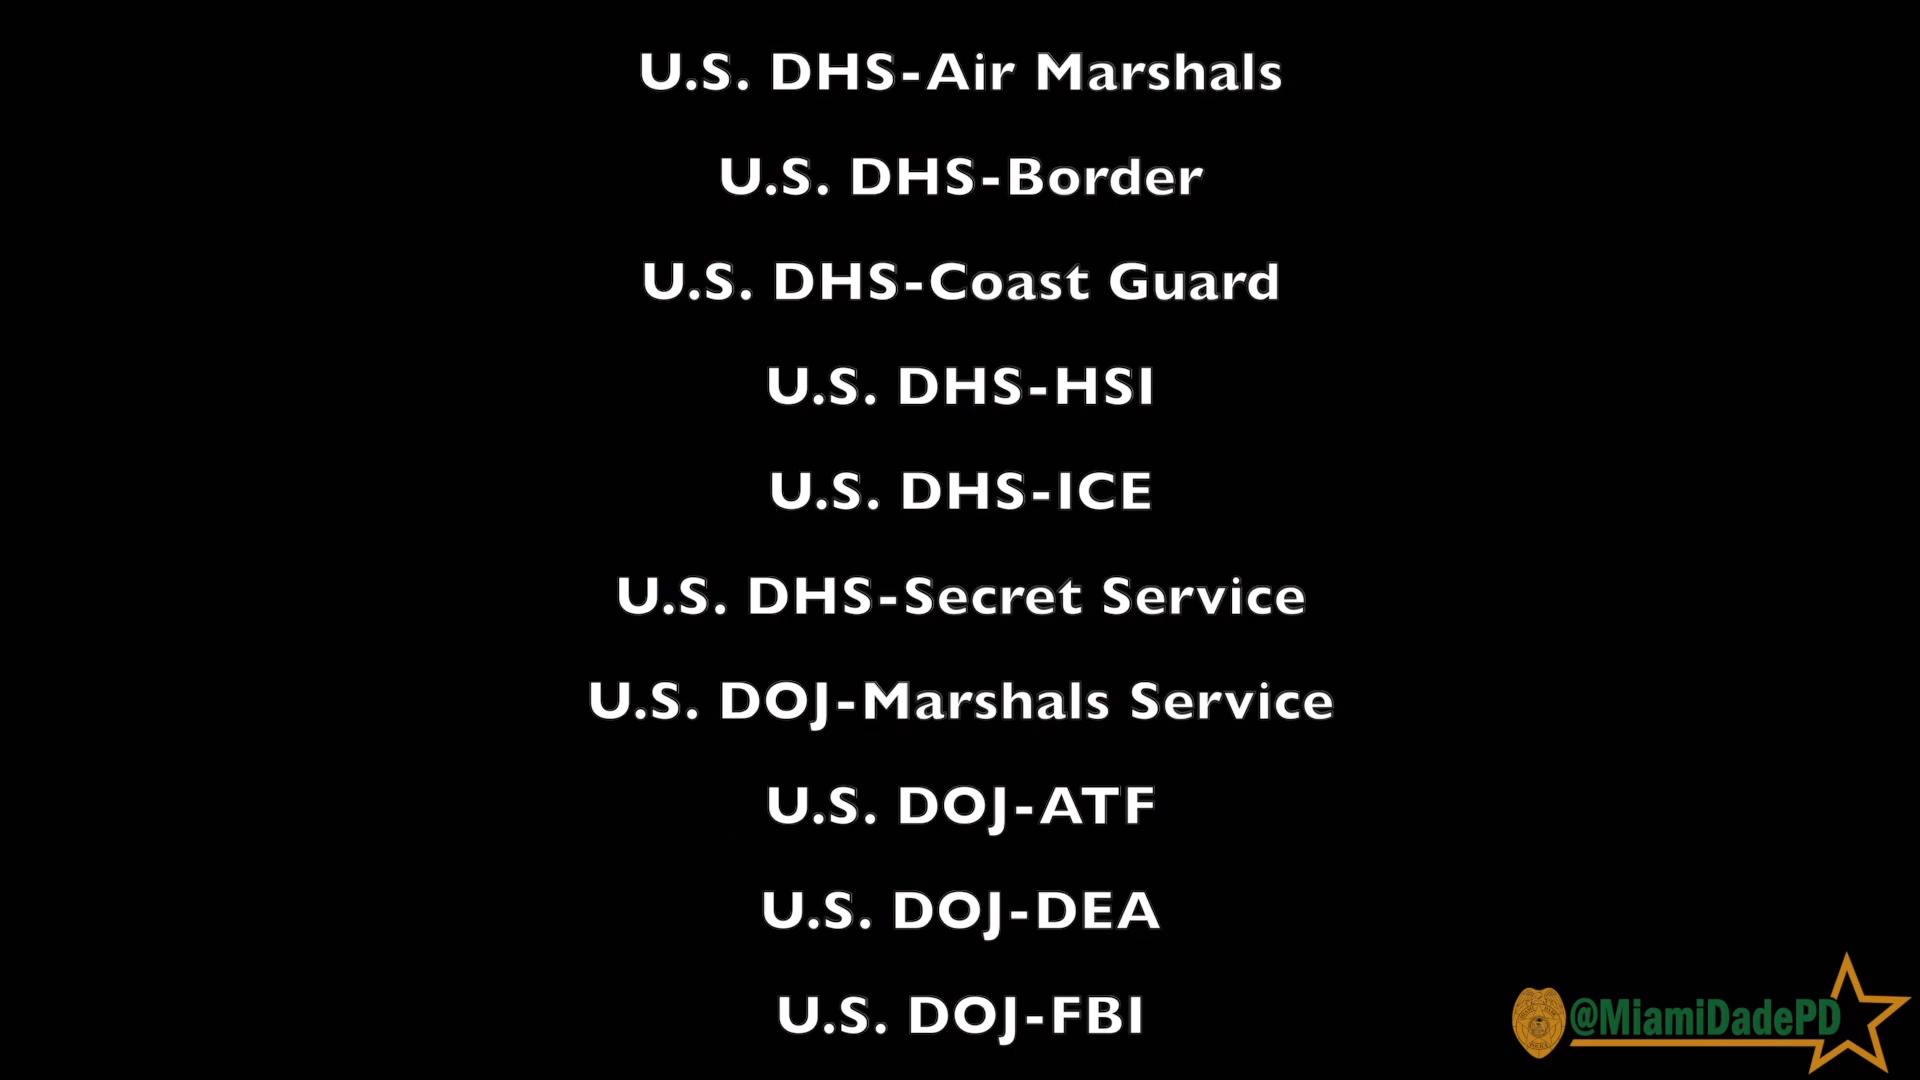 U.S. DHS-Air Marshals
U.S. DHS-Border
U.S. DHS-Coast Guard
U.S. DHS-HSI
U.S. DHS-ICE
U.S. DHS-Secret Service
U.S. DOJ-Marshals Service
U.S. DOJ-ATF
U.S. DOJ-DEA
U.S. DOJ-FBI
@MiamiDadePD